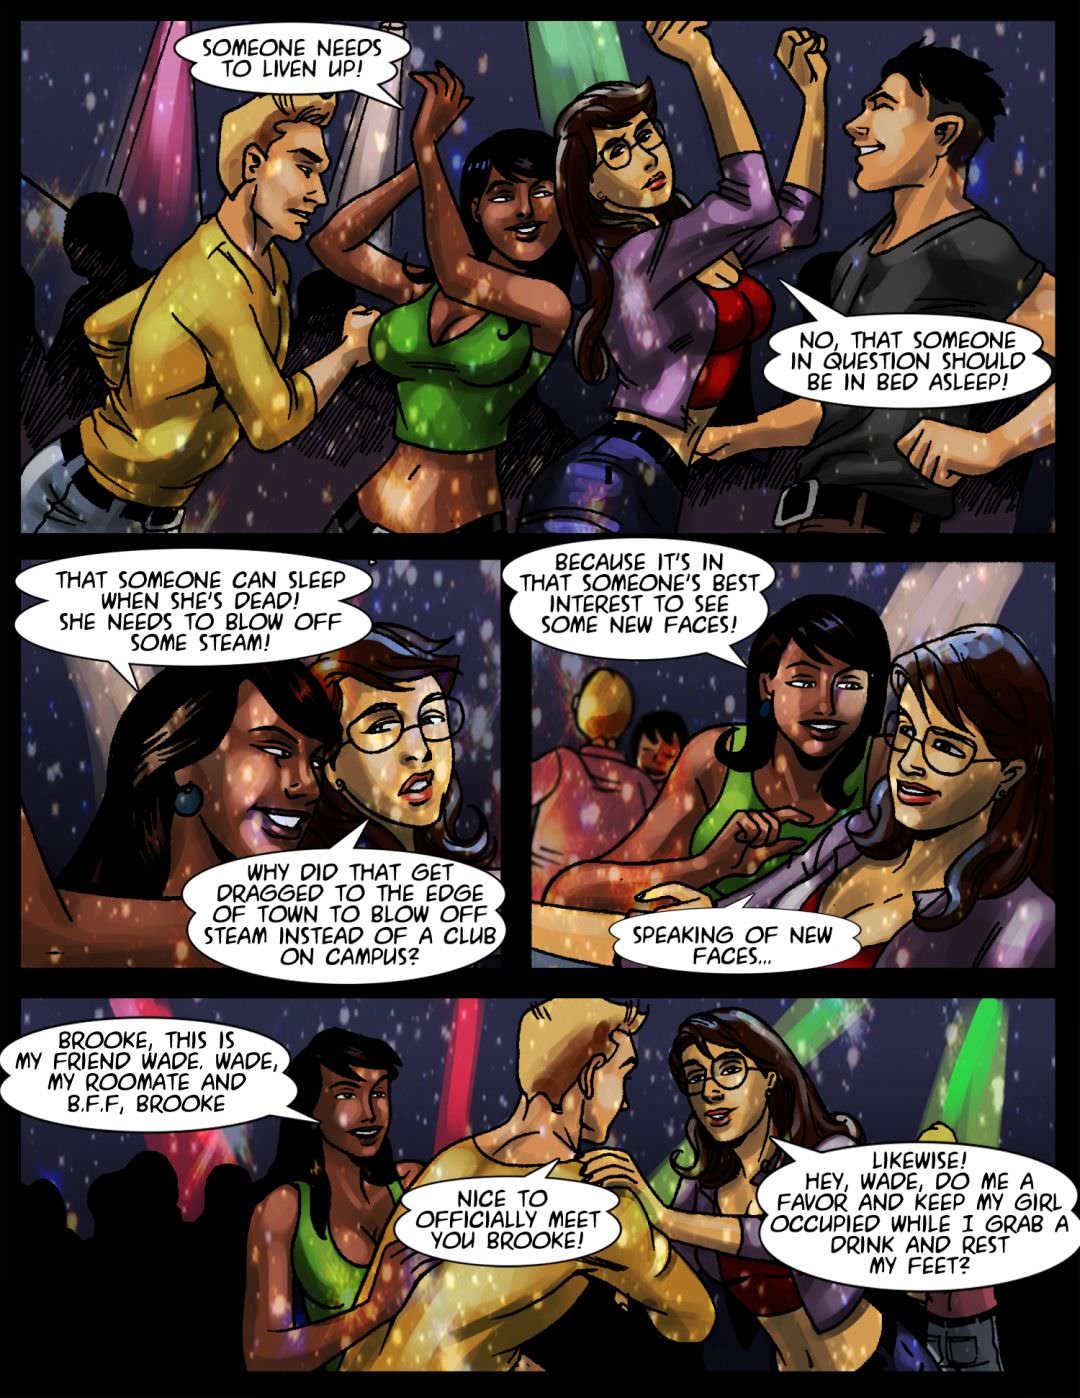 SOMEONE NEEDS
TO LIVEN UP!
NO, THAT SOMEONE
IN QUESTION SHOULD
BE IN BED ASLEEP!
THAT SOMEONE CAN SLEEP
WHEN SHE'S DEAD!
SHE NEEDS TO BLOW OFF
SOME STEAM!
WHY DID THAT GET
DRAGGED TO THE EDGE
OF TOWN TO BLOW OFF
STEAM INSTEAD OF A CLUB
ON CAMPUS?
BECAUSE IT'S IN
THAT SOMEONE'S BEST
INTEREST TO SEE
SOME NEW FACES!
SPEAKING OF NEW
FACES...
BROOKE, THIS IS
MY FRIEND WADE. WADE,
MY ROOMATE AND
B.F.F, BROOKE
NICE TO
OFFICIALLY MEET
YOU BROOKE!
LIKEWISE!
HEY, WADE, DO ME A
FAVOR AND KEEP MY GIRL
OCCUPIED WHILE I GRAB A
DRINK AND REST
MY FEET?